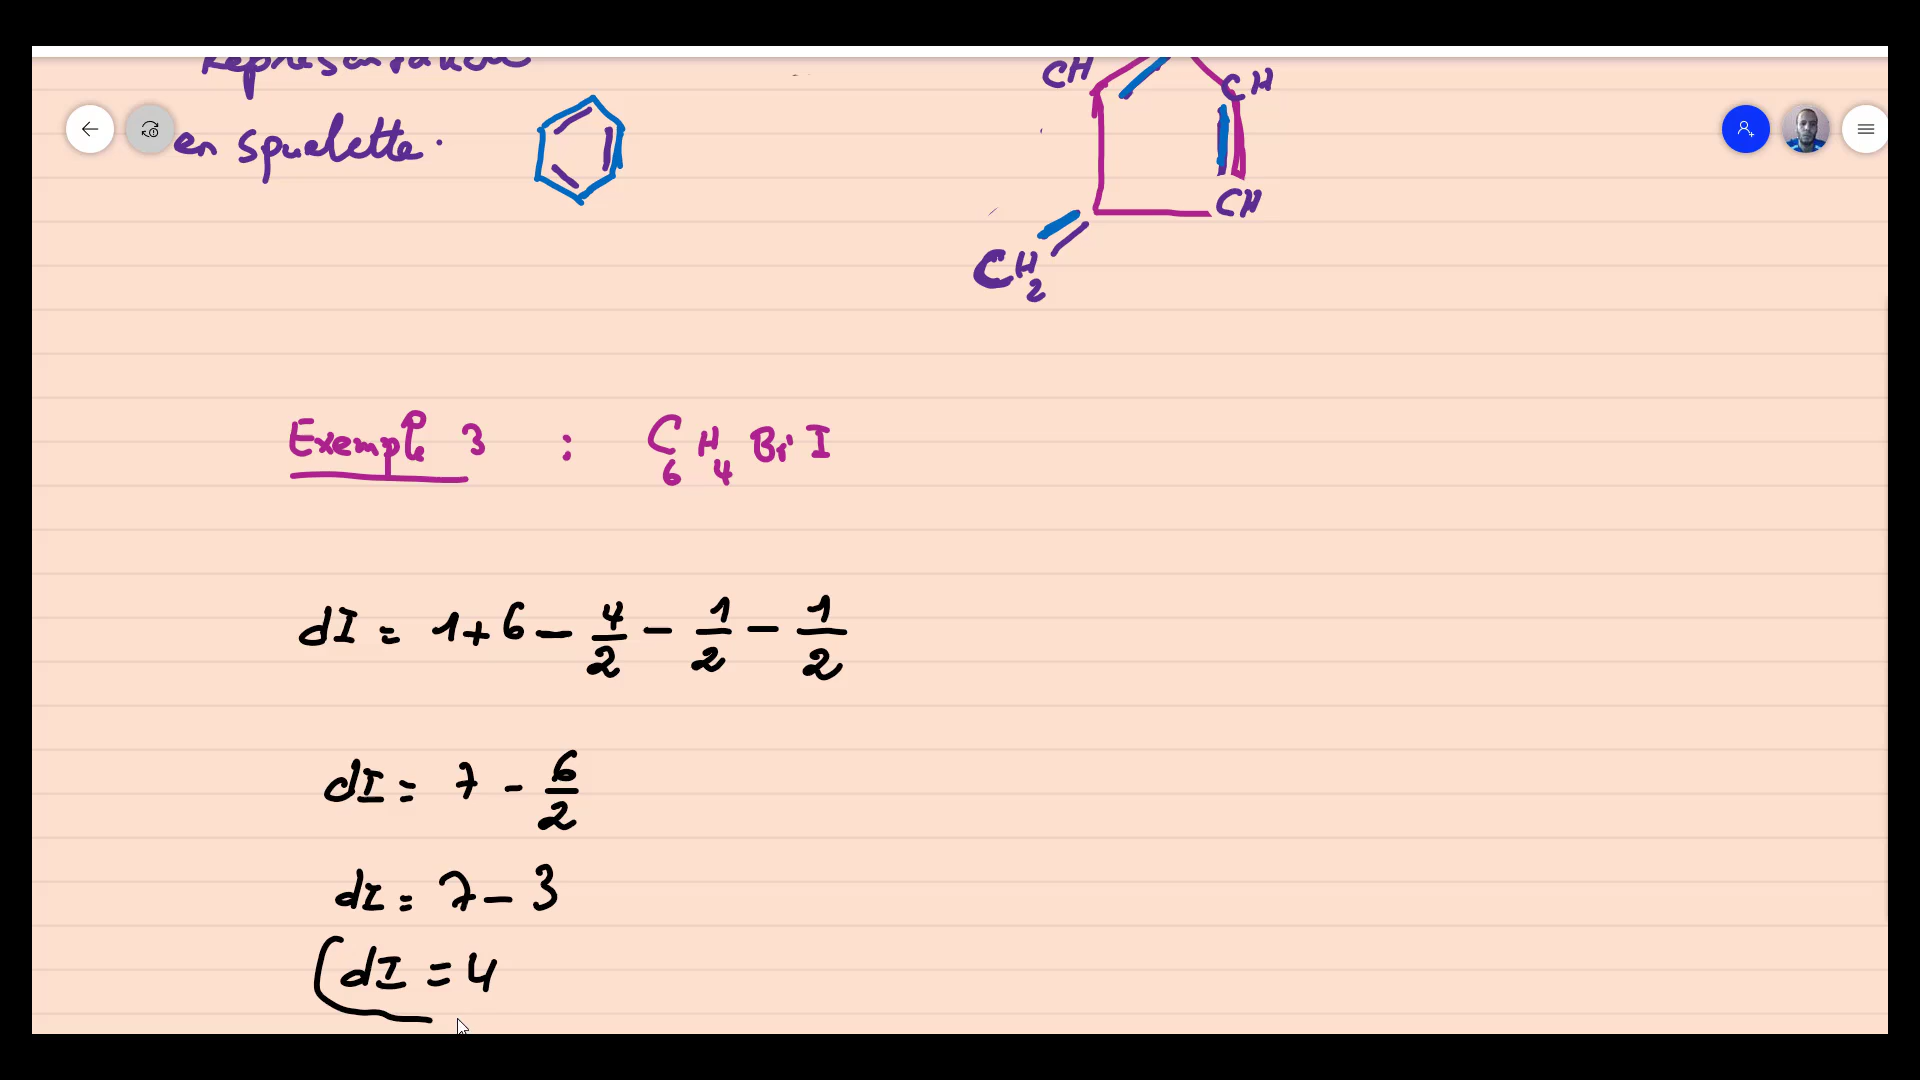 Représentation
en squelette.
CH
CH
CH
CH2
Exemple 3 : C6H4BrI
dI = 1+6 - 4/2 - 1/2 - 1/2
dI = 7 - 6/2
dI = 7 - 3
dI = 4